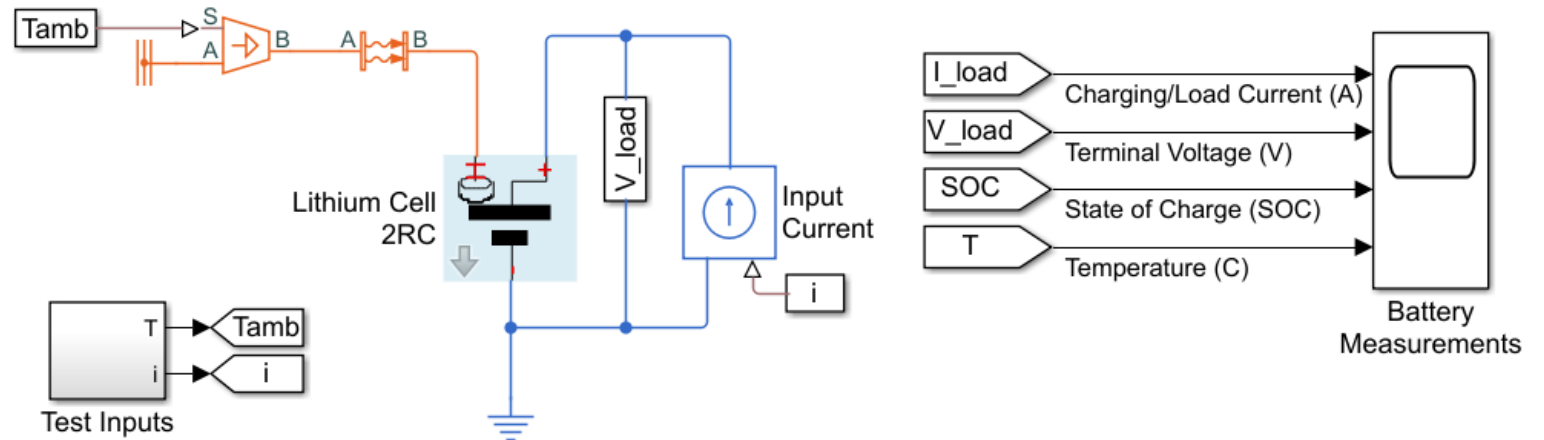 Tamb
S
A
B
A
B
V_load
Lithium Cell
2RC
Input
Current
i
T
i
Tamb
i
Test Inputs
I_load
Charging/Load Current (A)
V_load
Terminal Voltage (V)
SOC
State of Charge (SOC)
T
Temperature (C)
Battery
Measurements